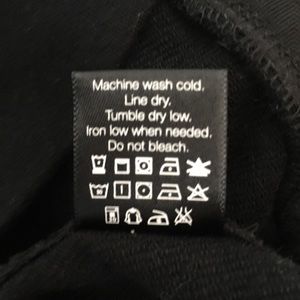 Machine wash cold.
Line dry.
Tumble dry low.
Iron low when needed.
Do not bleach.